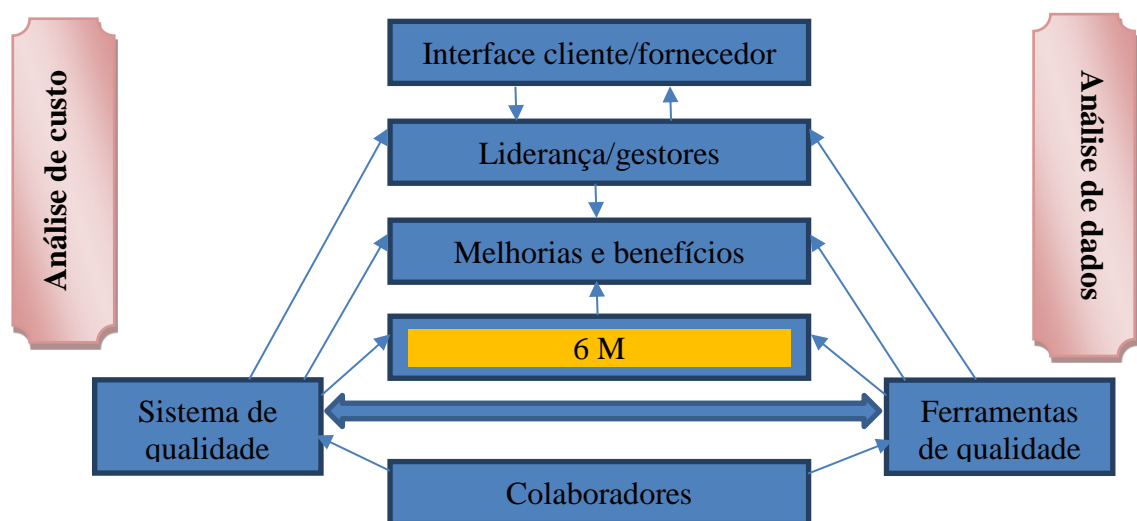 Análise de custo
Interface cliente/fornecedor
Liderança/gestores
Melhorias e benefícios
6 M
Sistema de
qualidade
Ferramentas
de qualidade
Colaboradores
Análise de dados